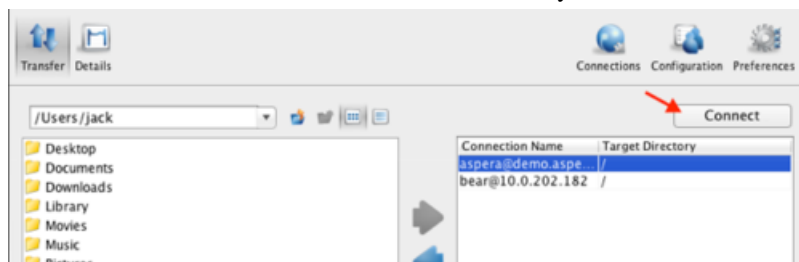 Transfer Details Connections Configuration Preferences
/Users/jack Connect
Desktop Connection Name Target Directory
Documents aspera@demo.aspe... /
Downloads bear@10.0.202.182 /
Library
Movies
Music